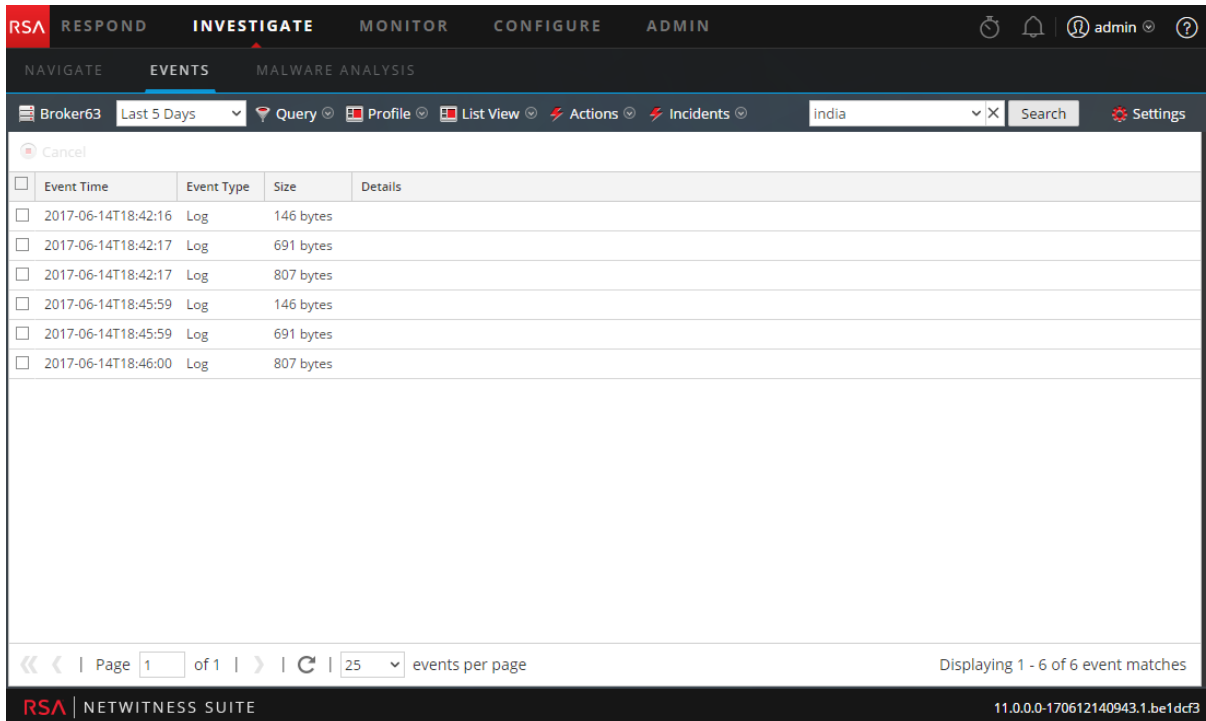 RSA RESPOND INVESTIGATE MONITOR CONFIGURE ADMIN admin ?
NAVIGATE EVENTS MALWARE ANALYSIS
Broker63 Last 5 Days Query Profile List View Actions Incidents india Search Settings
Cancel
Event Time Event Type Size Details
2017-06-14T18:42:16 Log 146 bytes
2017-06-14T18:42:17 Log 691 bytes
2017-06-14T18:42:17 Log 807 bytes
2017-06-14T18:45:59 Log 146 bytes
2017-06-14T18:45:59 Log 691 bytes
2017-06-14T18:46:00 Log 807 bytes
| Page 1 of 1 | | | 25 events per page Displaying 1 - 6 of 6 event matches
RSA | NETWITNESS SUITE 11.0.0.0-170612140943.1.be1dcf3